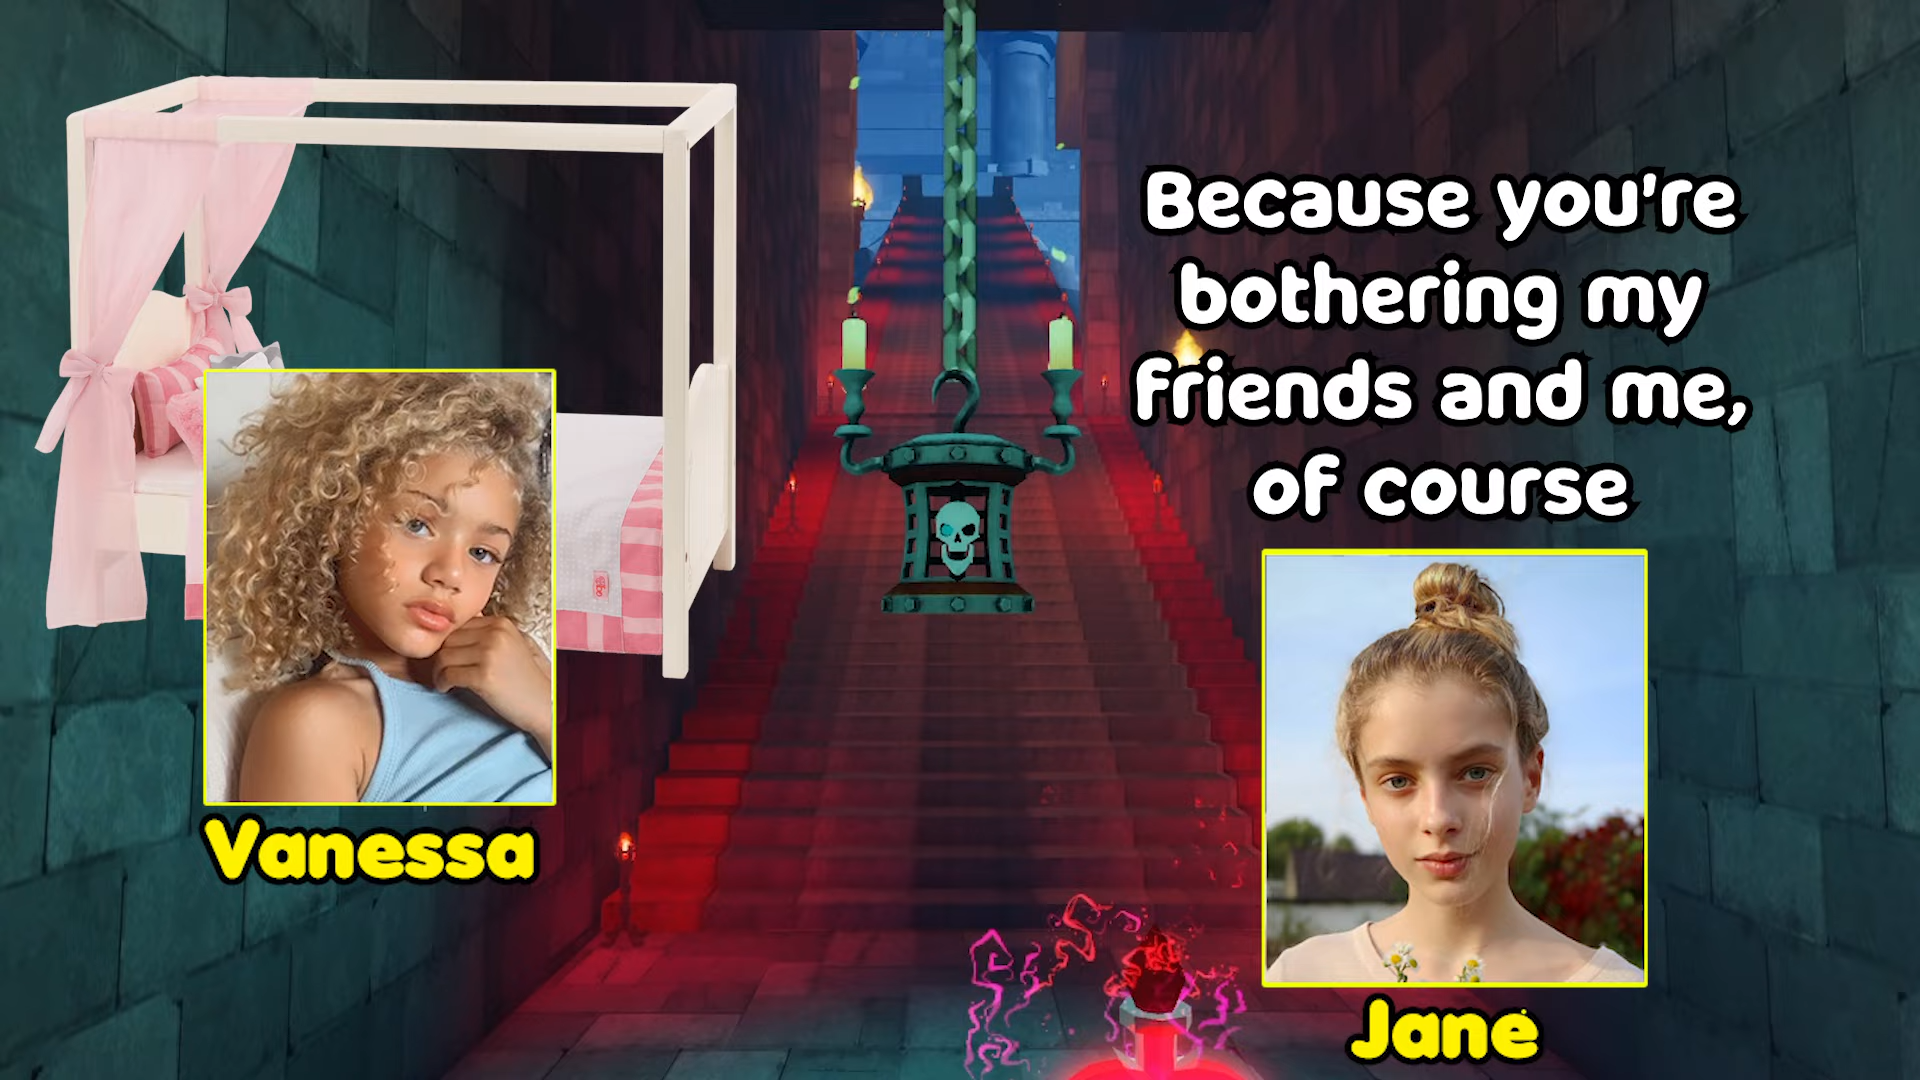 Because you're
bothering my
friends and me,
of course
Vanessa
Jane